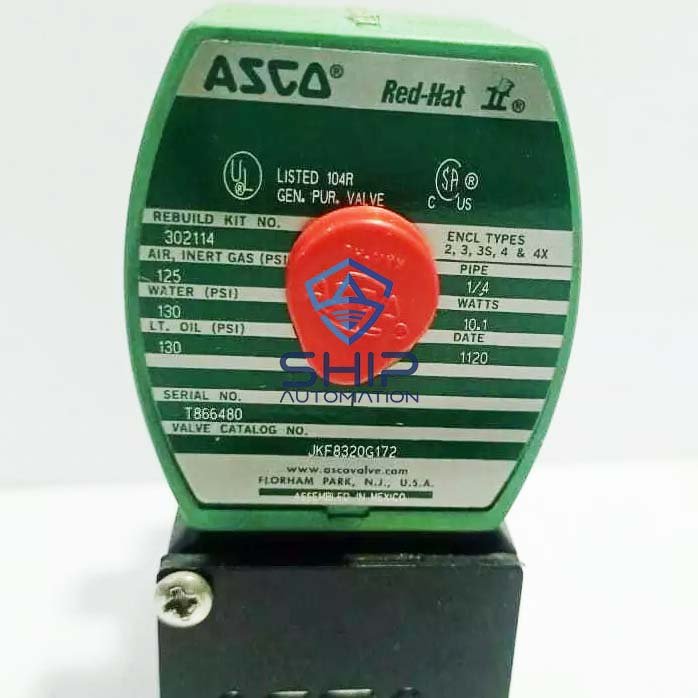 ASCO®
Red-Hat II®
UL ®
LISTED 104R
GEN. PUR. VALVE
SA ®
C US
REBUILD KIT NO.
302114
ENCL TYPES
2, 3, 3S, 4 & 4X
AIR, INERT GAS (PSI
125
PIPE
1/4
WATER (PSI)
130
WATTS
10.1
LT. OIL (PSI)
130
DATE
1120
SHIP
AUTOMATION
SERIAL NO.
T866480
VALVE CATALOG NO.
JKF8320G172
www.ascovalve.com
FLORHAM PARK, N.J., U.S.A.
ASSEMBLED IN MEXICO